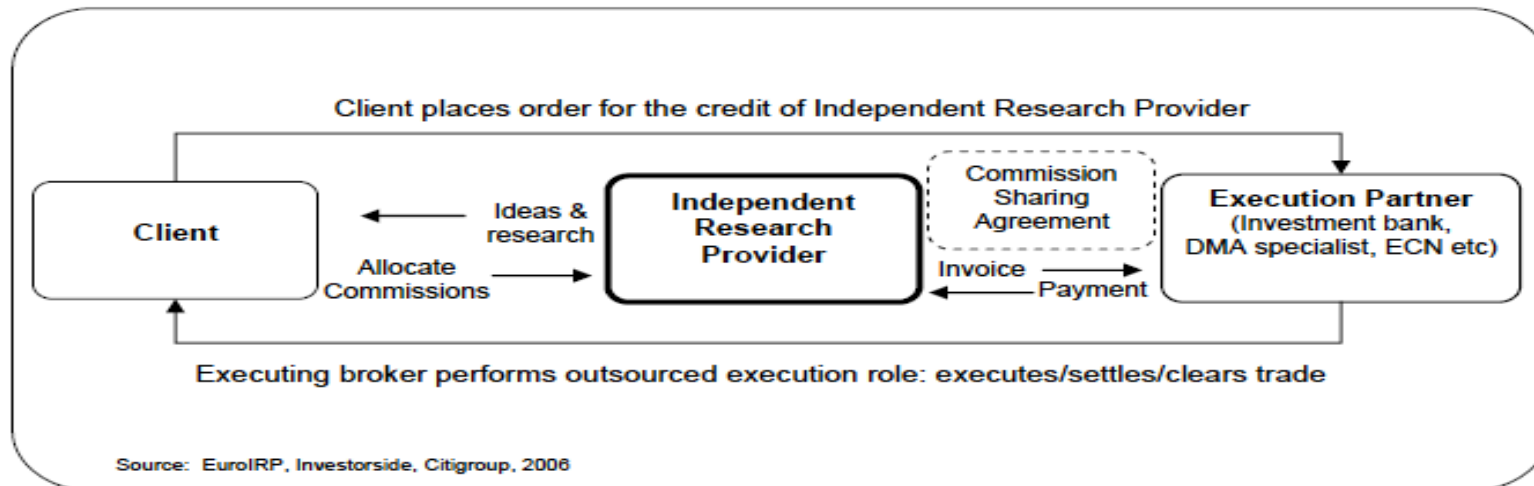 Client places order for the credit of Independent Research Provider
Client
Ideas &
research
Allocate
Commissions
Independent
Research
Provider
Commission
Sharing
Agreement
Invoice
Payment
Execution Partner
(Investment bank,
DMA specialist, ECN etc)
Executing broker performs outsourced execution role: executes/settles/clears trade
Source: EuroIRP, Investorside, Citigroup, 2006